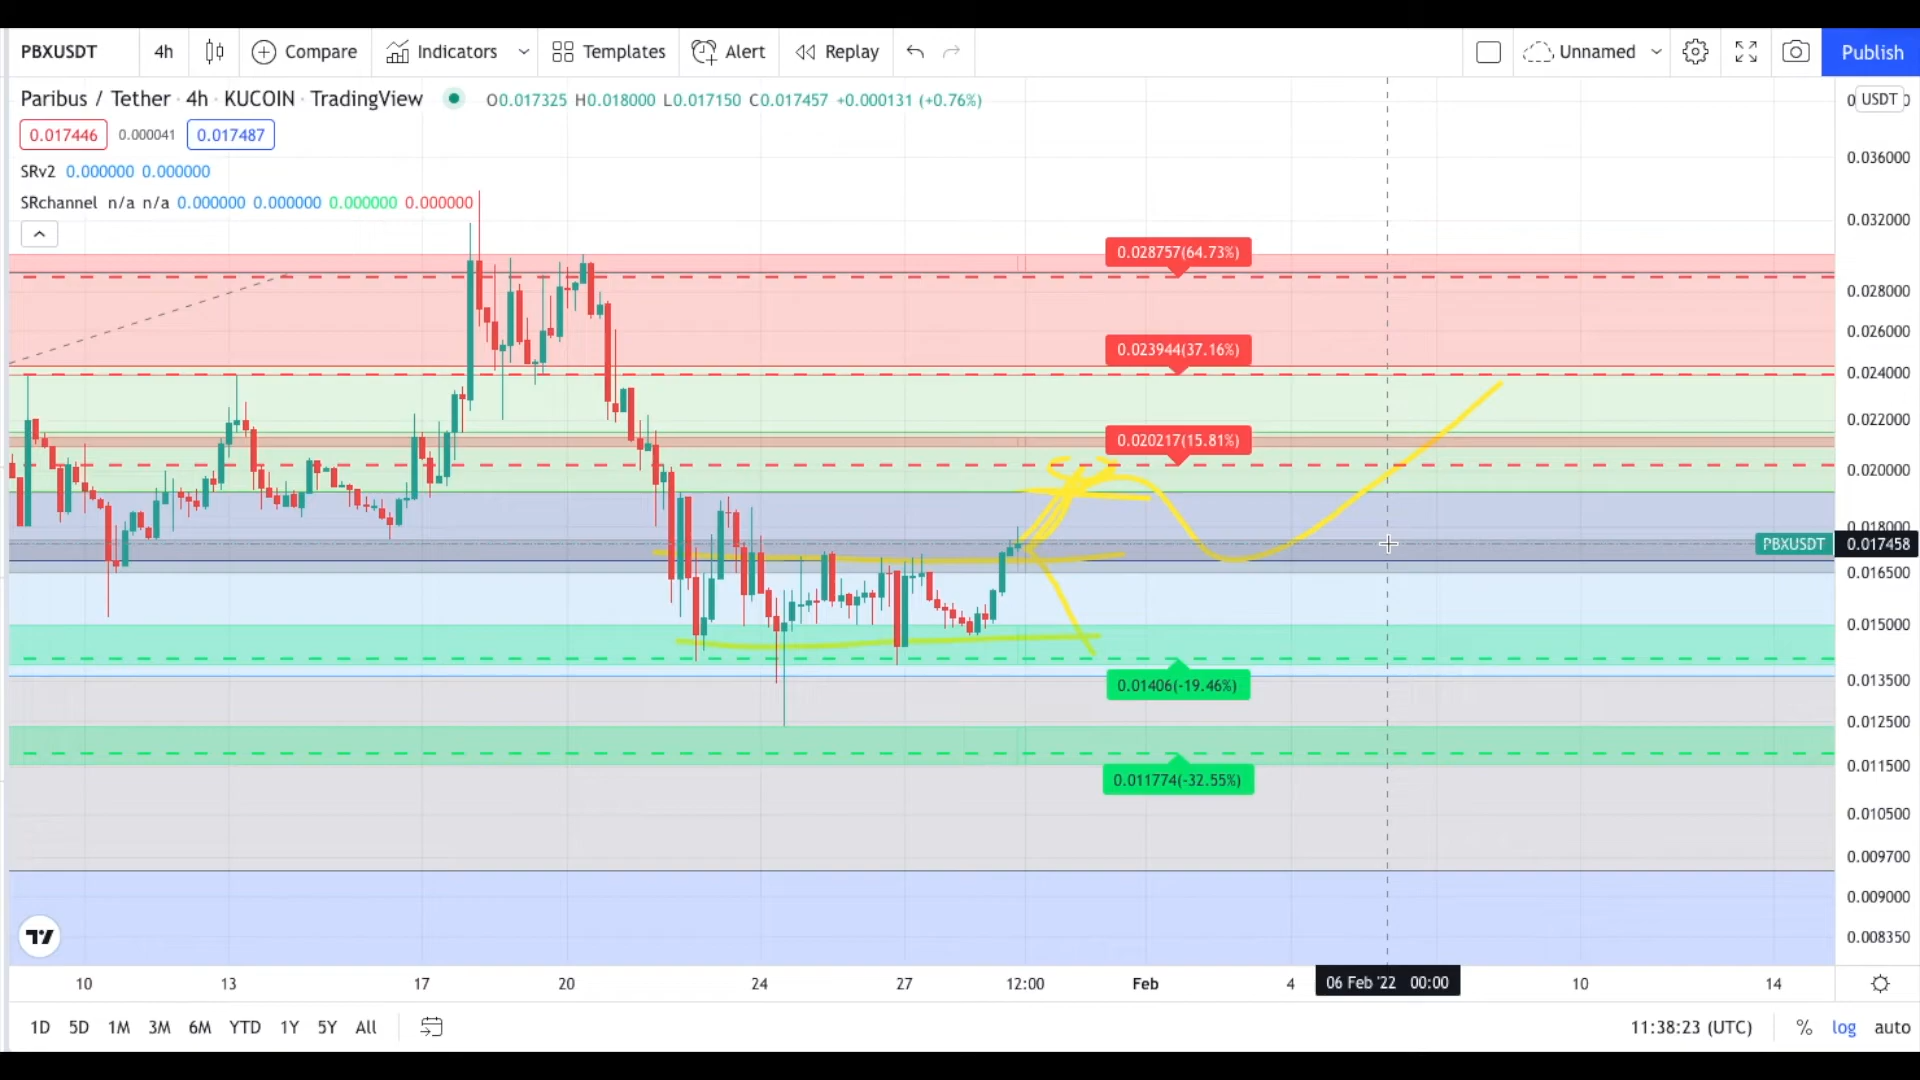 PBXUSDT 4h Compare Indicators Templates Alert Replay Unnamed Publish
Paribus / Tether · 4h · KUCOIN · TradingView O0.017325 H0.018000 L0.017150 C0.017457 +0.000131 (+0.76%)
USDT
0.017446 0.000041 0.017487
SRv2 0.000000 0.000000
SRchannel n/a n/a 0.000000 0.000000 0.000000 0.000000
0.036000
0.032000
0.028757(64.73%)
0.028000
0.026000
0.023944(37.16%)
0.024000
0.022000
0.020217(15.81%)
0.020000
0.018000
PBXUSDT 0.017458
0.016500
0.015000
0.01406(-19.46%)
0.013500
0.012500
0.011774(-32.55%)
0.011500
0.010500
0.009700
0.009000
0.008350
10 13 17 20 24 27 12:00 Feb 4 06 Feb '22 00:00 10 14
1D 5D 1M 3M 6M YTD 1Y 5Y All 11:38:23 (UTC) % log auto